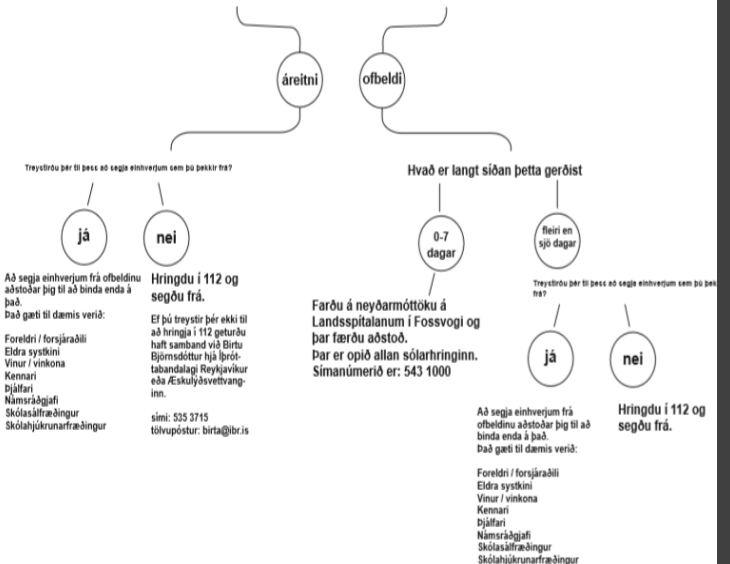 áreitni
ofbeldi
Treystirðu þér til þess að segja einhverjum sem þú þekkir frá?
já
nei
Að segja einhverjum frá ofbeldinu
aðstoðar þig til að binda enda á
það.
Það gæti til dæmis verið:
Foreldri / forsjáraðili
Eldra systkini
Vinur / vinkona
Kennari
Þjálfari
Námsráðgjafi
Skólasálfræðingur
Skólahjúkrunarfræðingur
Hringdu í 112 og
segðu frá.
Ef þú treystir þér ekki til
að hringja í 112 geturðu
haft samband við Birtu
Björnsdóttur hjá Íþrót-
tabandalagi Reykjavíkur
eða Æskulýðsvettvang-
inn.
sími: 535 3715
tölvupóstur: birta@ibr.is
Hvað er langt síðan þetta gerðist
0-7
dagar
fleiri en
sjö dagar
Farðu á neyðarmóttöku á
Landsspítalanum í Fossvogi og
þar færðu aðstoð.
Þar er opið allan sólarhringinn.
Símanúmerið er: 543 1000
Treystirðu þér til þess að segja einhverjum sem þú þek
frá?
já
nei
Að segja einhverjum frá
ofbeldinu aðstoðar þig til að
binda enda á það.
Það gæti til dæmis verið:
Foreldri / forsjáraðili
Eldra systkini
Vinur / vinkona
Kennari
Þjálfari
Námsráðgjafi
Skólasálfræðingur
Skólahjúkrunarfræðingur
Hringdu í 112 og
segðu frá.